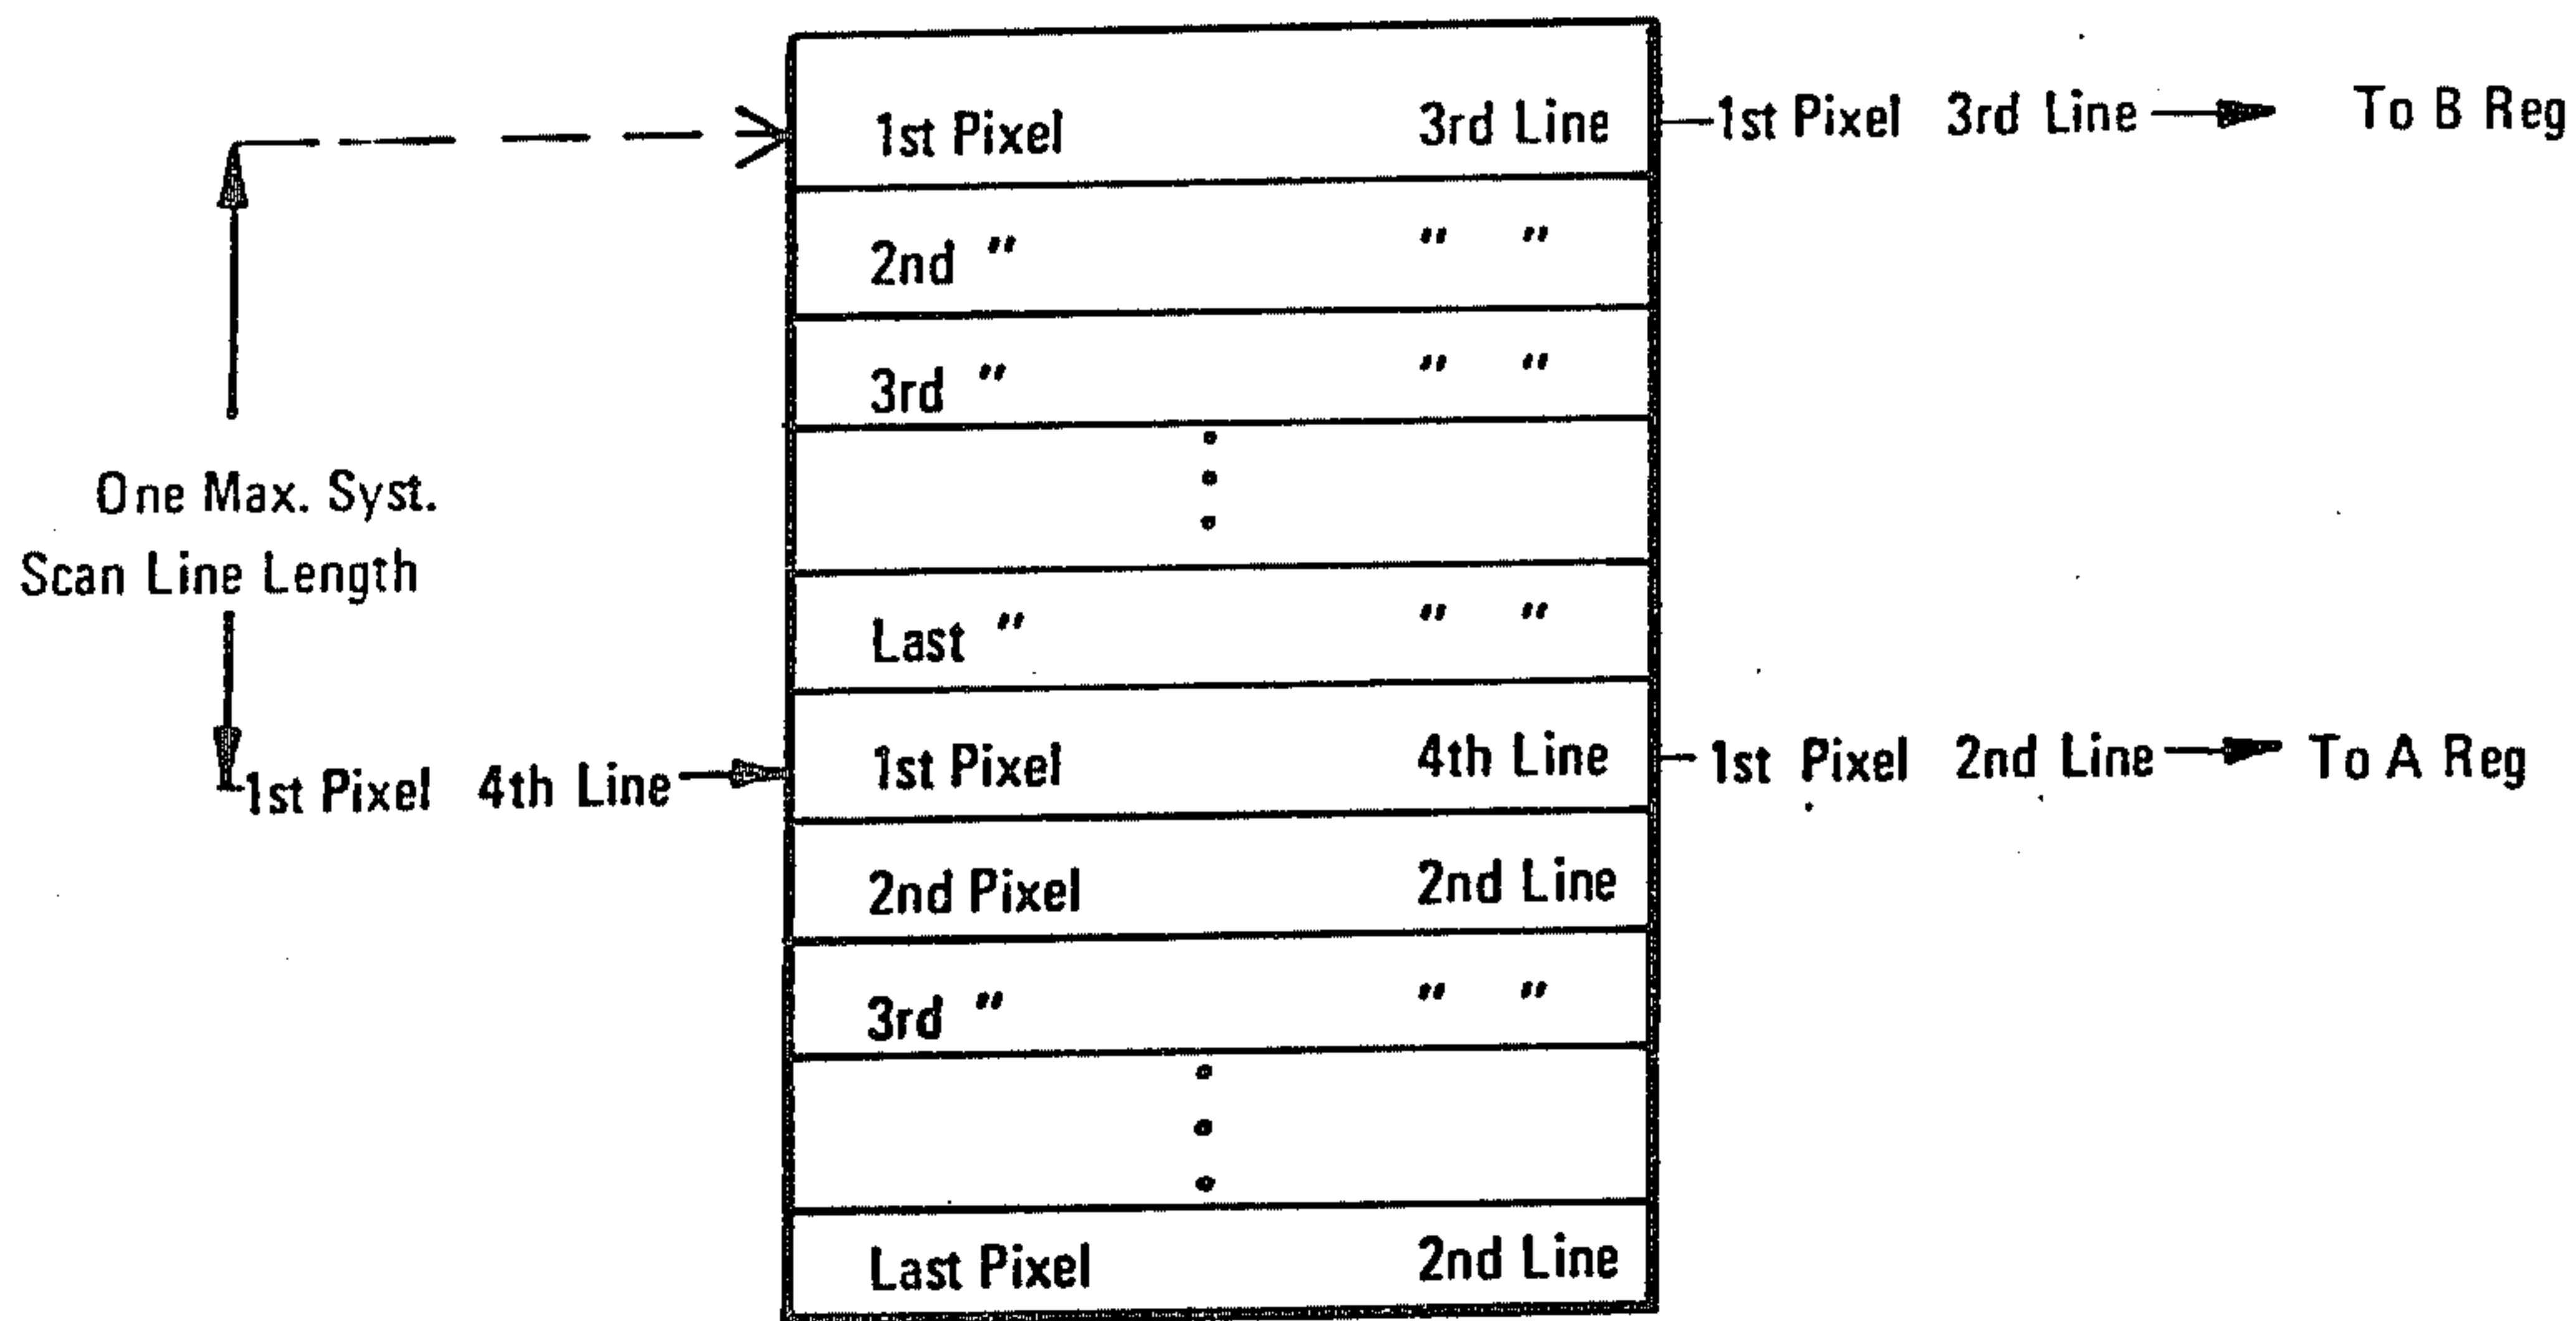 1st Pixel 3rd Line 1st Pixel 3rd Line To B Reg
2nd " " "
3rd " " "
One Max. Syst.
Scan Line Length
Last " " "
1st Pixel 4th Line 1st Pixel 4th Line 1st Pixel 2nd Line To A Reg
2nd Pixel 2nd Line
3rd " " "
Last Pixel 2nd Line